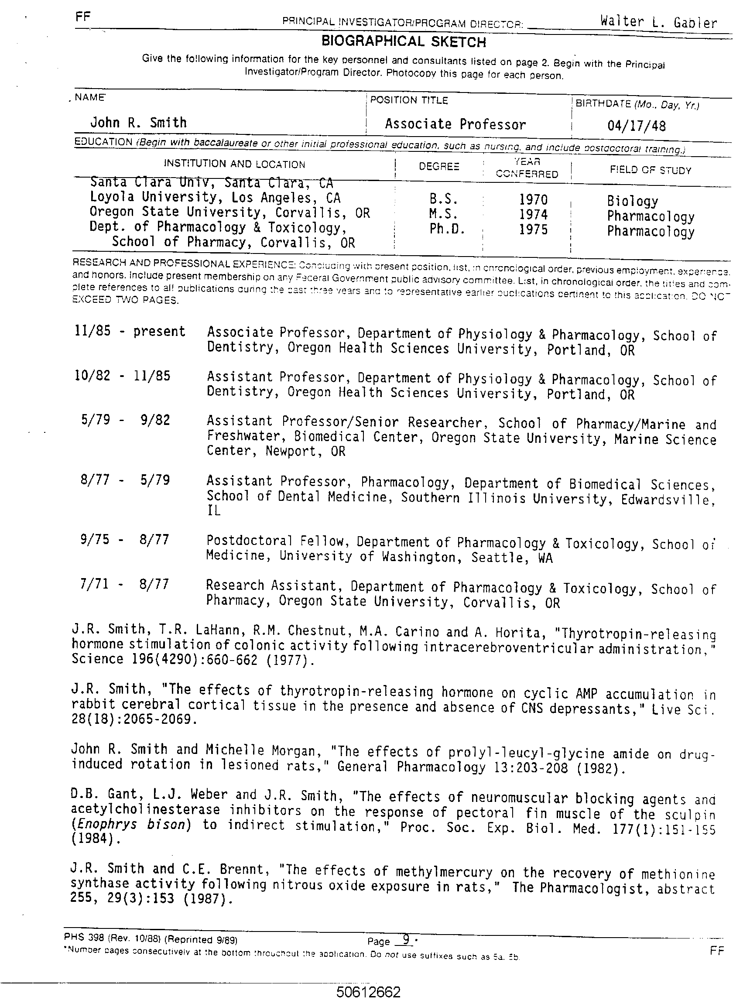 FF
PRINCIPAL INVESTIGATOR/PROGRAM DIRECTOR: Walter L. Gabler
BIOGRAPHICAL SKETCH
Give the following information for the key personnel and consultants listed on page 2. Begin with the Principal
Investigator/Program Director. Photocopy this page for each person.
NAME POSITION TITLE BIRTHDATE (Mo., Day, Yr.)
John R. Smith Associate Professor 04/17/48
EDUCATION (Begin with baccalaureate or other initial professional education, such as nursing, and include postdoctoral training.)
INSTITUTION AND LOCATION DEGREE YEAR CONFERRED FIELD OF STUDY
Santa Clara Univ, Santa Clara, CA
Loyola University, Los Angeles, CA B.S. 1970 Biology
Oregon State University, Corvallis, OR M.S. 1974 Pharmacology
Dept. of Pharmacology & Toxicology, Ph.D. 1975 Pharmacology
School of Pharmacy, Corvallis, OR
RESEARCH AND PROFESSIONAL EXPERIENCE: Concluding with present position, list, in chronological order, previous employment, experience,
and honors. Include present membership on any Federal Government public advisory committee. List, in chronological order, the titles and com-
plete references to all publications during the past three years and to representative earlier publications pertinent to this application. DO NOT
EXCEED TWO PAGES.
11/85 - present Associate Professor, Department of Physiology & Pharmacology, School of
Dentistry, Oregon Health Sciences University, Portland, OR
10/82 - 11/85 Assistant Professor, Department of Physiology & Pharmacology, School of
Dentistry, Oregon Health Sciences University, Portland, OR
5/79 - 9/82 Assistant Professor/Senior Researcher, School of Pharmacy/Marine and
Freshwater, Biomedical Center, Oregon State University, Marine Science
Center, Newport, OR
8/77 - 5/79 Assistant Professor, Pharmacology, Department of Biomedical Sciences,
School of Dental Medicine, Southern Illinois University, Edwardsville,
IL
9/75 - 8/77 Postdoctoral Fellow, Department of Pharmacology & Toxicology, School of
Medicine, University of Washington, Seattle, WA
7/71 - 8/77 Research Assistant, Department of Pharmacology & Toxicology, School of
Pharmacy, Oregon State University, Corvallis, OR
J.R. Smith, T.R. LaHann, R.M. Chestnut, M.A. Carino and A. Horita, "Thyrotropin-releasing
hormone stimulation of colonic activity following intracerebroventricular administration,"
Science 196(4290):660-662 (1977).
J.R. Smith, "The effects of thyrotropin-releasing hormone on cyclic AMP accumulation in
rabbit cerebral cortical tissue in the presence and absence of CNS depressants," Live Sci.
28(18):2065-2069.
John R. Smith and Michelle Morgan, "The effects of prolyl-leucyl-glycine amide on drug-
induced rotation in lesioned rats," General Pharmacology 13:203-208 (1982).
D.B. Gant, L.J. Weber and J.R. Smith, "The effects of neuromuscular blocking agents and
acetylcholinesterase inhibitors on the response of pectoral fin muscle of the sculpin
(Enophrys bison) to indirect stimulation," Proc. Soc. Exp. Biol. Med. 177(1):151-155
(1984).
J.R. Smith and C.E. Brennt, "The effects of methylmercury on the recovery of methionine
synthase activity following nitrous oxide exposure in rats," The Pharmacologist, abstract
255, 29(3):153 (1987).
PHS 398 (Rev. 10/88) (Reprinted 9/89) Page 9 *
*Number pages consecutively at the bottom throughout the application. Do not use suffixes such as 5a, 5b. FF
50612662